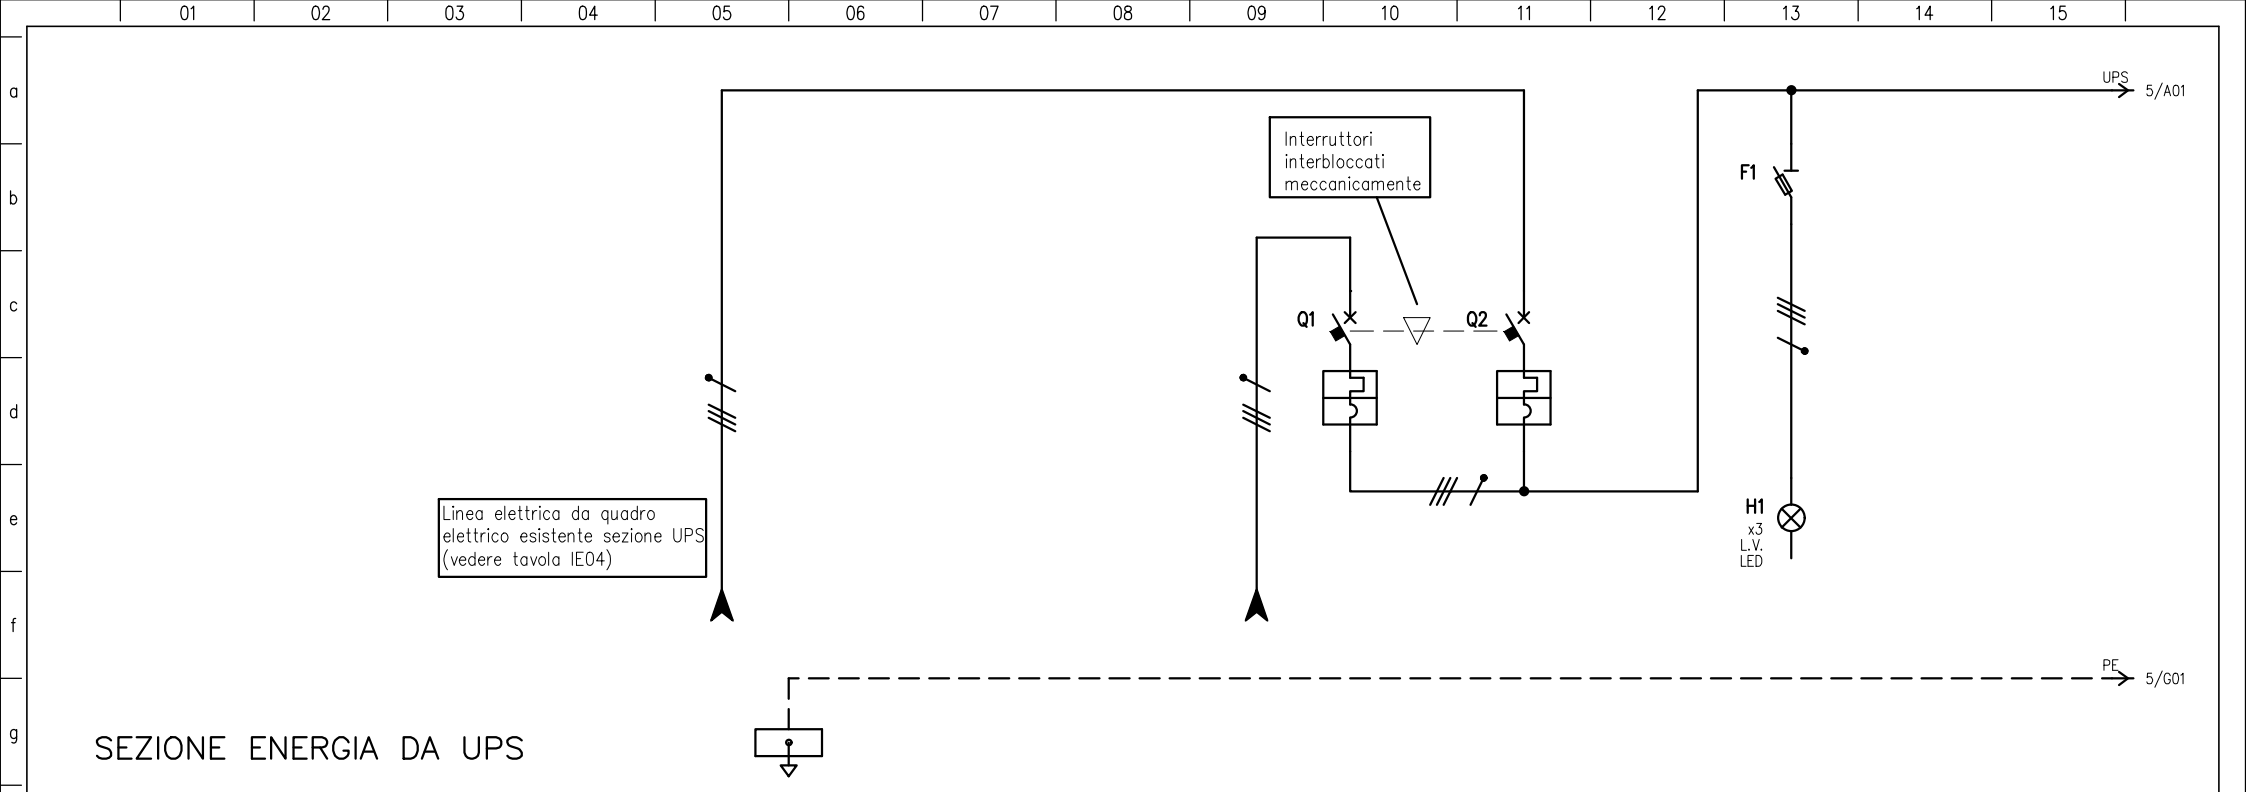 01 02 03 04 05 06 07 08 09 10 11 12 13 14 15
a
UPS
5/A01
Interruttori
interbloccati
meccanicamente
F1
b
c
Q1
Q2
d
Linea elettrica da quadro
elettrico esistente sezione UPS
(vedere tavola IE04)
e
H1
x3
L.V.
LED
f
PE
5/G01
g
SEZIONE ENERGIA DA UPS